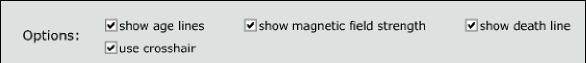 Options:
show age lines show magnetic field strength show death line
use crosshair